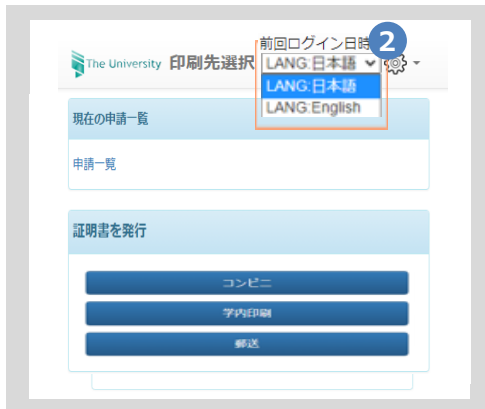 前回ログイン日時
2
The University 印刷先選択 LANG:日本語
LANG:日本語
LANG:English
現在の申請一覧
申請一覧
証明書を発行
コンビニ
学内印刷
郵送